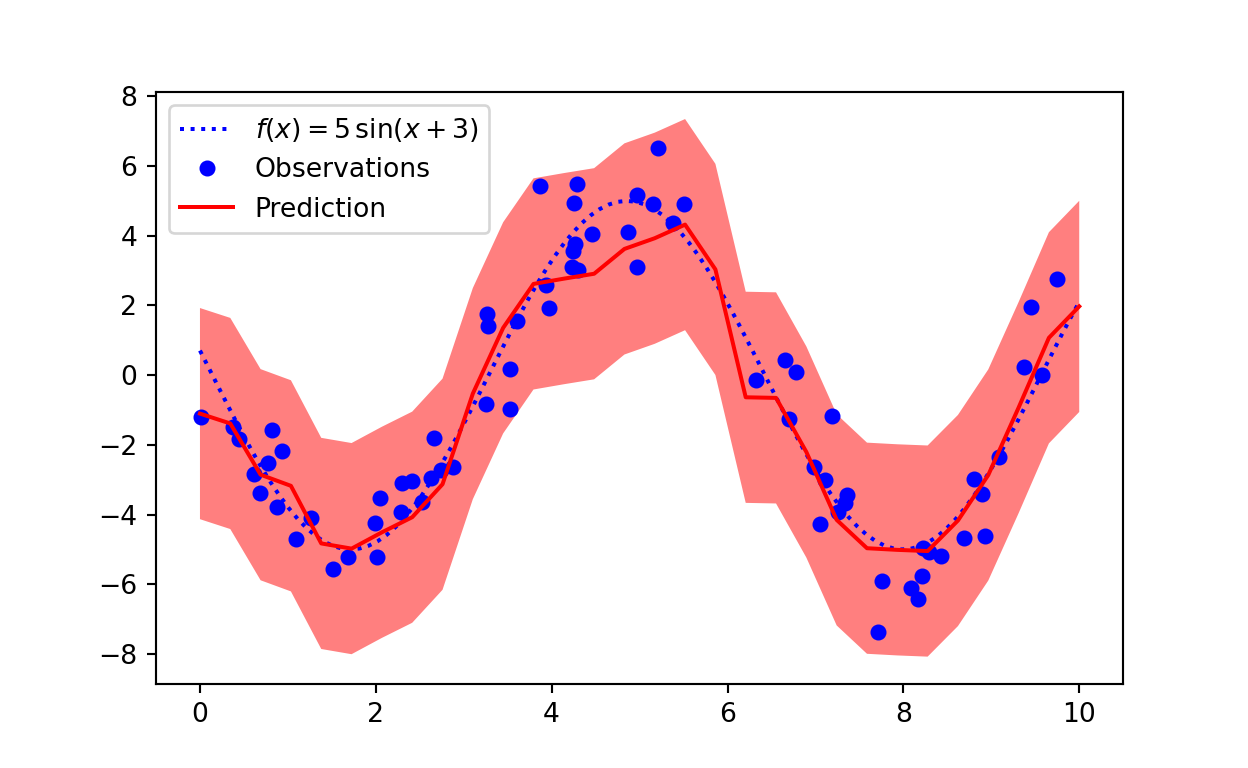 8
6
4
2
0
−2
−4
−6
−8
f(x) = 5 sin(x + 3)
Observations
Prediction
0 2 4 6 8 10